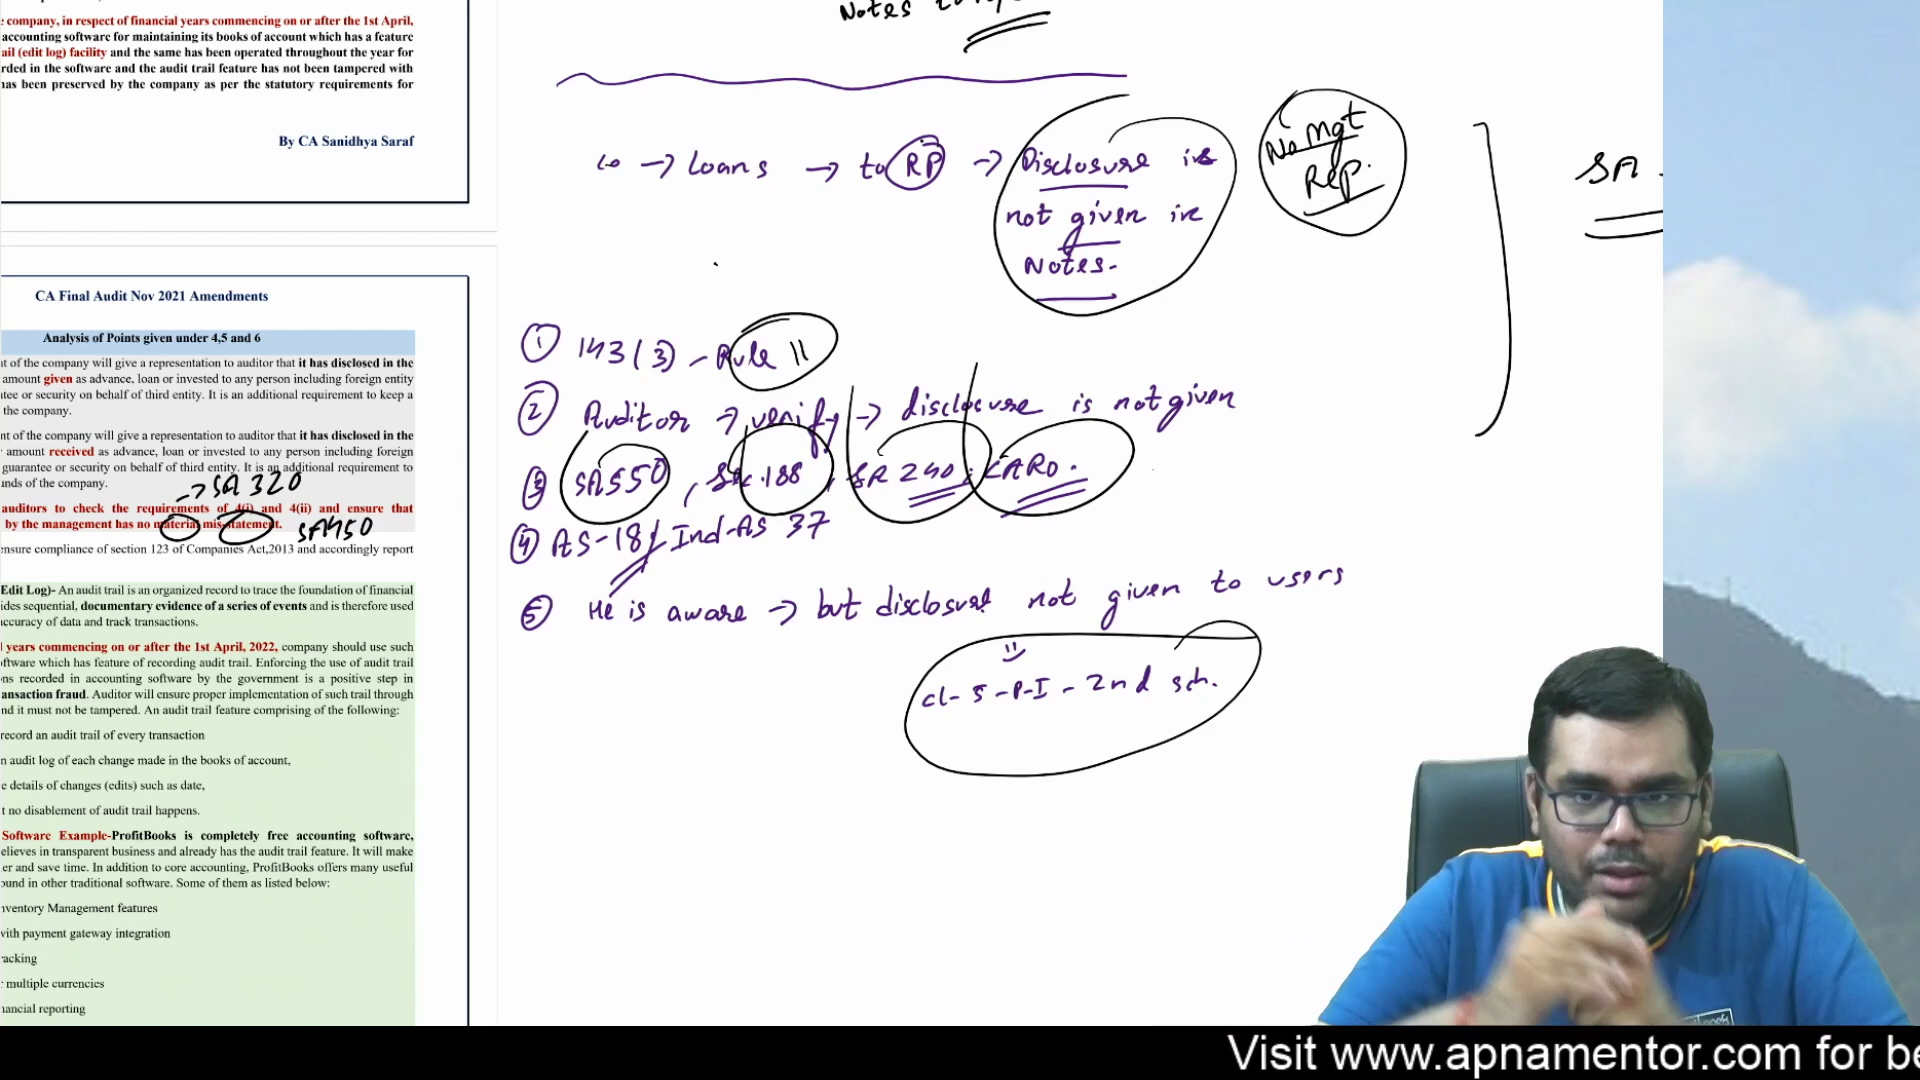 e company, in respect of financial years commencing on or after the 1st April,
accounting software for maintaining its books of account which has a feature
ail (edit log) facility and the same has been operated throughout the year for
rded in the software and the audit trail feature has not been tampered with
has been preserved by the company as per the statutory requirements for
By CA Sanidhya Saraf
CA Final Audit Nov 2021 Amendments
Analysis of Points given under 4,5 and 6
nt of the company will give a representation to auditor that it has disclosed in the
amount given as advance, loan or invested to any person including foreign entity
tee or security on behalf of third entity. It is an additional requirement to keep a
the company.
nt of the company will give a representation to auditor that it has disclosed in the
amount received as advance, loan or invested to any person including foreign
guarantee or security on behalf of third entity. It is an additional requirement to
unds of the company.
→ SA 320
auditors to check the requirements of 4(i) and 4(ii) and ensure that
by the management has no material mis-statement.
SA450
ensure compliance of section 123 of Companies Act,2013 and accordingly report
Edit Log)- An audit trail is an organized record to trace the foundation of financial
ides sequential, documentary evidence of a series of events and is therefore used
accuracy of data and track transactions.
l years commencing on or after the 1st April, 2022, company should use such
oftware which has feature of recording audit trail. Enforcing the use of audit trail
ns recorded in accounting software by the government is a positive step in
ansaction fraud. Auditor will ensure proper implementation of such trail through
nd it must not be tampered. An audit trail feature comprising of the following:
record an audit trail of every transaction
n audit log of each change made in the books of account,
e details of changes (edits) such as date,
t no disablement of audit trail happens.
Software Example-ProfitBooks is completely free accounting software,
elieves in transparent business and already has the audit trail feature. It will make
er and save time. In addition to core accounting, ProfitBooks offers many useful
ound in other traditional software. Some of them as listed below:
nventory Management features
with payment gateway integration
racking
multiple currencies
nancial reporting
Notes to
co → Loans → to RP → Disclosure is
not given in
Notes.
No Mgt
Rep.
SA
① 143(3) - Rule 11
② Auditor → verify → disclosure is not given
③ SA550, Sec.188, SA 240, CARO.
④ AS-18/ Ind-AS 37
⑤ He is aware → but disclosure not given to users
cl-5-P-I-2nd sch.
Visit www.apnamentor.com for be